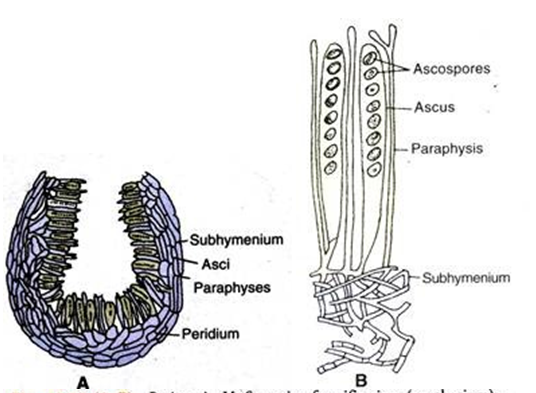 Subhymenium
Asci
Paraphyses
Peridium
A
Ascospores
Ascus
Paraphysis
Subhymenium
B